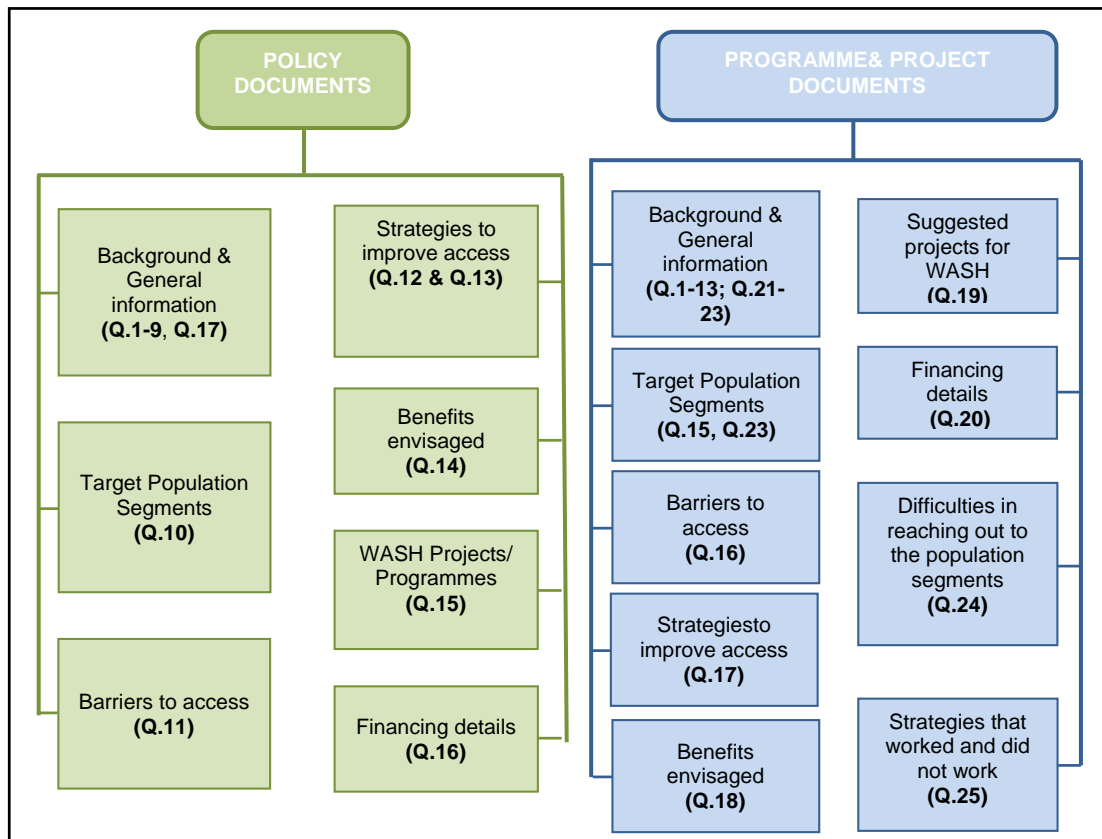 POLICY
DOCUMENTS
Background &
General
information
(Q.1-9, Q.17)
Target Population
Segments
(Q.10)
Barriers to access
(Q.11)
Strategies to
improve access
(Q.12 & Q.13)
Benefits
envisaged
(Q.14)
WASH Projects/
Programmes
(Q.15)
Financing details
(Q.16)
PROGRAMME& PROJECT
DOCUMENTS
Background &
General
information
(Q.1-13; Q.21-
23)
Target Population
Segments
(Q.15, Q.23)
Barriers to
access
(Q.16)
Strategiesto
improve access
(Q.17)
Benefits
envisaged
(Q.18)
Suggested
projects for
WASH
(Q.19)
Financing
details
(Q.20)
Difficulties in
reaching out to
the population
segments
(Q.24)
Strategies that
worked and did
not work
(Q.25)